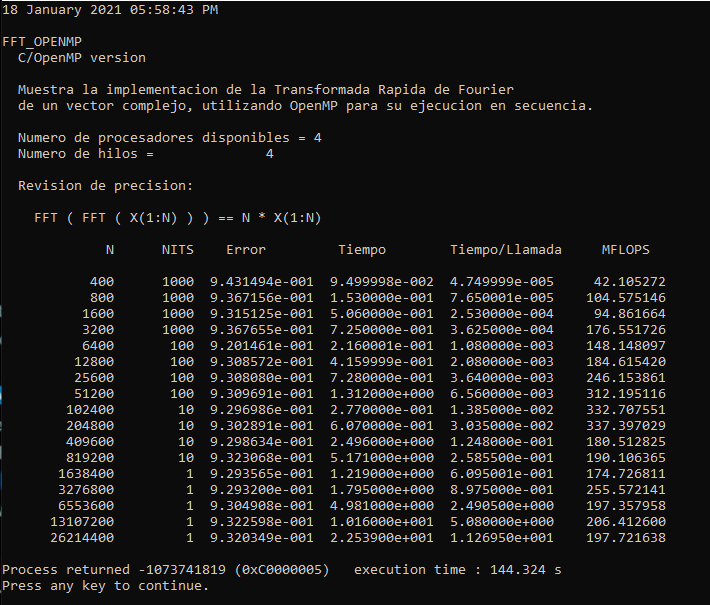 18 January 2021 05:58:43 PM
FFT_OPENMP
C/OpenMP version
Muestra la implementacion de la Transformada Rapida de Fourier
de un vector complejo, utilizando OpenMP para su ejecucion en secuencia.
Numero de procesadores disponibles = 4
Numero de hilos = 4
Revision de precision:
FFT ( FFT ( X(1:N) ) ) == N * X(1:N)
N NITS Error Tiempo Tiempo/Llamada MFLOPS
400 1000 9.431494e-001 9.499998e-002 4.749999e-005 42.105272
800 1000 9.367156e-001 1.530000e-001 7.650001e-005 104.575146
1600 1000 9.315125e-001 5.060000e-001 2.530000e-004 94.861664
3200 1000 9.367655e-001 7.250000e-001 3.625000e-004 176.551726
6400 100 9.201461e-001 2.160001e-001 1.080000e-003 148.148097
12800 100 9.308572e-001 4.159999e-001 2.080000e-003 184.615420
25600 100 9.308080e-001 7.280000e-001 3.640000e-003 246.153861
51200 100 9.309691e-001 1.312000e+000 6.560000e-003 312.195116
102400 10 9.296986e-001 2.770000e-001 1.385000e-002 332.707551
204800 10 9.302891e-001 6.070000e-001 3.035000e-002 337.397029
409600 10 9.298634e-001 2.496000e+000 1.248000e-001 180.512825
819200 10 9.323068e-001 5.171000e+000 2.585500e-001 190.106365
1638400 1 9.293565e-001 1.219000e+000 6.095001e-001 174.726811
3276800 1 9.293200e-001 1.795000e+000 8.975000e-001 255.572141
6553600 1 9.304908e-001 4.981000e+000 2.490500e+000 197.357958
13107200 1 9.322598e-001 1.016000e+001 5.080000e+000 206.412600
26214400 1 9.320349e-001 2.253900e+001 1.126950e+001 197.721638
Process returned -1073741819 (0xC0000005) execution time : 144.324 s
Press any key to continue.